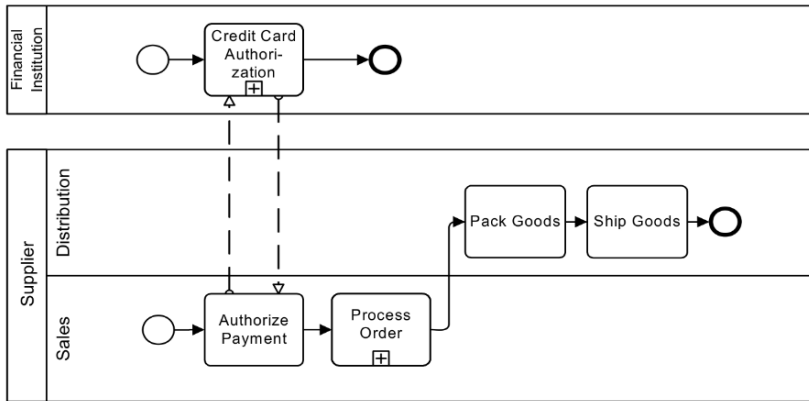 Financial
Institution
Credit Card
Authori-
zation
Supplier
Distribution
Pack Goods
Ship Goods
Sales
Authorize
Payment
Process
Order